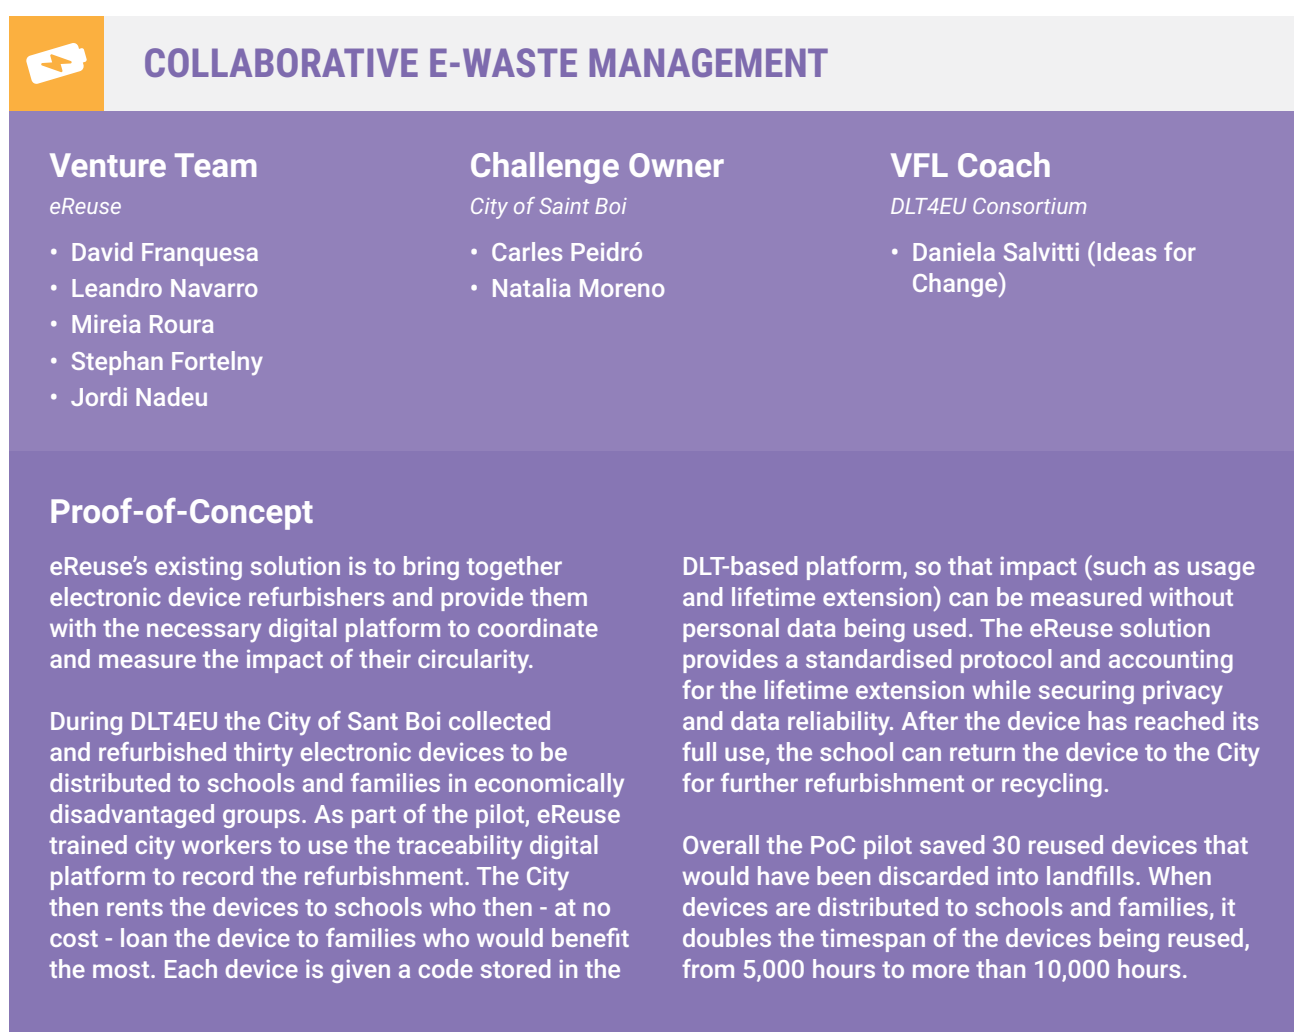 COLLABORATIVE E-WASTE MANAGEMENT
Venture Team
eReuse
• David Franquesa
• Leandro Navarro
• Mireia Roura
• Stephan Fortelny
• Jordi Nadeu
Challenge Owner
City of Saint Boi
• Carles Peidró
• Natalia Moreno
VFL Coach
DLT4EU Consortium
• Daniela Salvitti (Ideas for
Change)
Proof-of-Concept
eReuse’s existing solution is to bring together
electronic device refurbishers and provide them
with the necessary digital platform to coordinate
and measure the impact of their circularity.
During DLT4EU the City of Sant Boi collected
and refurbished thirty electronic devices to be
distributed to schools and families in economically
disadvantaged groups. As part of the pilot, eReuse
trained city workers to use the traceability digital
platform to record the refurbishment. The City
then rents the devices to schools who then - at no
cost - loan the device to families who would benefit
the most. Each device is given a code stored in the
DLT-based platform, so that impact (such as usage
and lifetime extension) can be measured without
personal data being used. The eReuse solution
provides a standardised protocol and accounting
for the lifetime extension while securing privacy
and data reliability. After the device has reached its
full use, the school can return the device to the City
for further refurbishment or recycling.
Overall the PoC pilot saved 30 reused devices that
would have been discarded into landfills. When
devices are distributed to schools and families, it
doubles the timespan of the devices being reused,
from 5,000 hours to more than 10,000 hours.